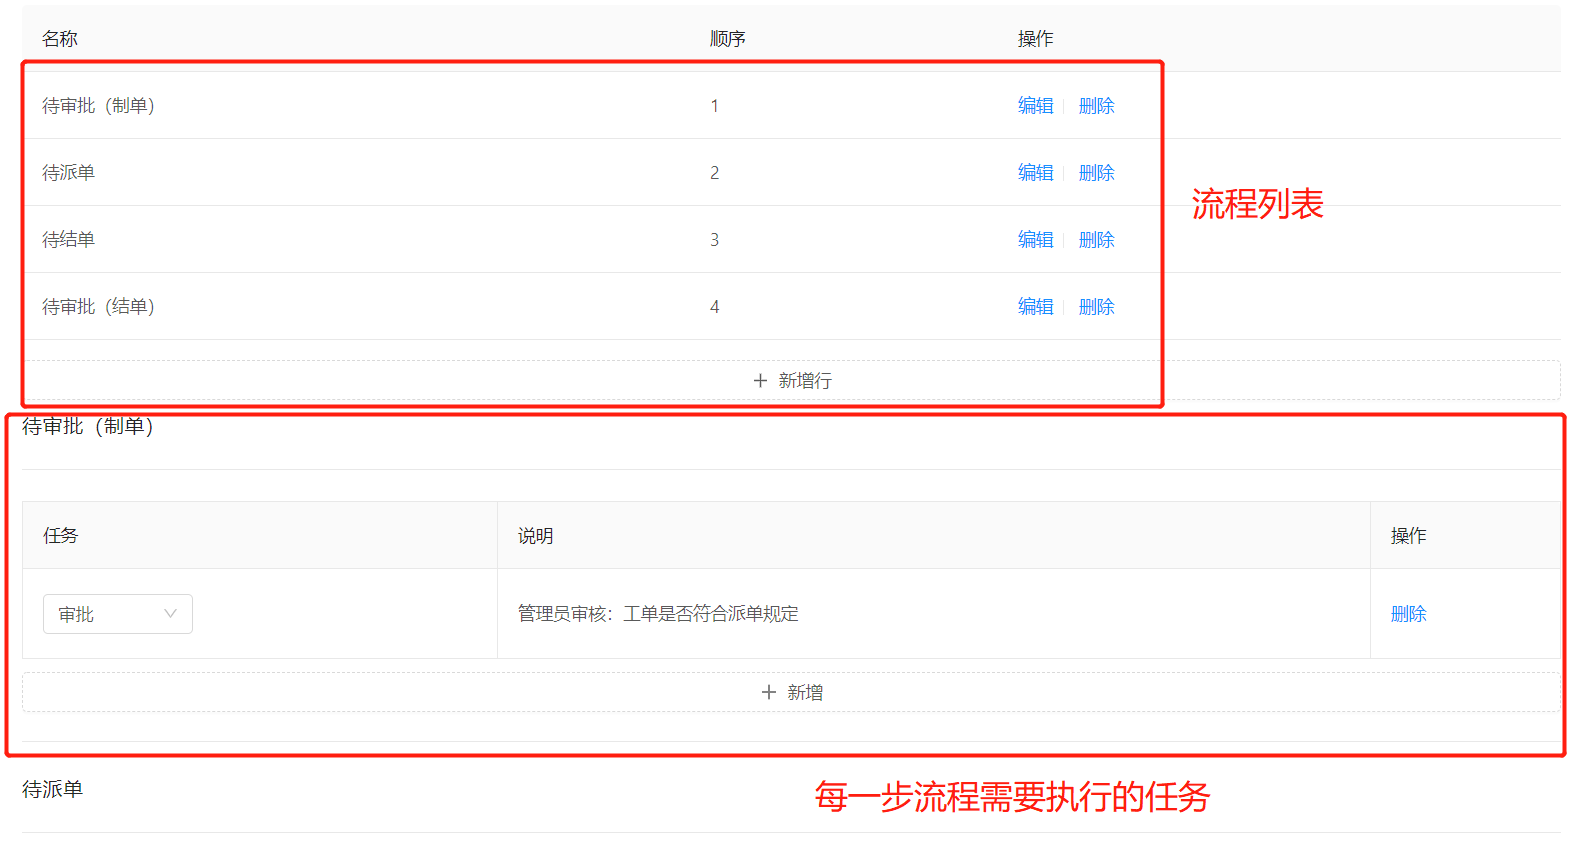 名称 顺序 操作
待审批（制单） 1 编辑 删除
待派单 2 编辑 删除
流程列表
待结单 3 编辑 删除
待审批（结单） 4 编辑 删除
新增行
待审批（制单）
任务 说明 操作
审批 管理员审核：工单是否符合派单规定 删除
新增
待派单
每一步流程需要执行的任务